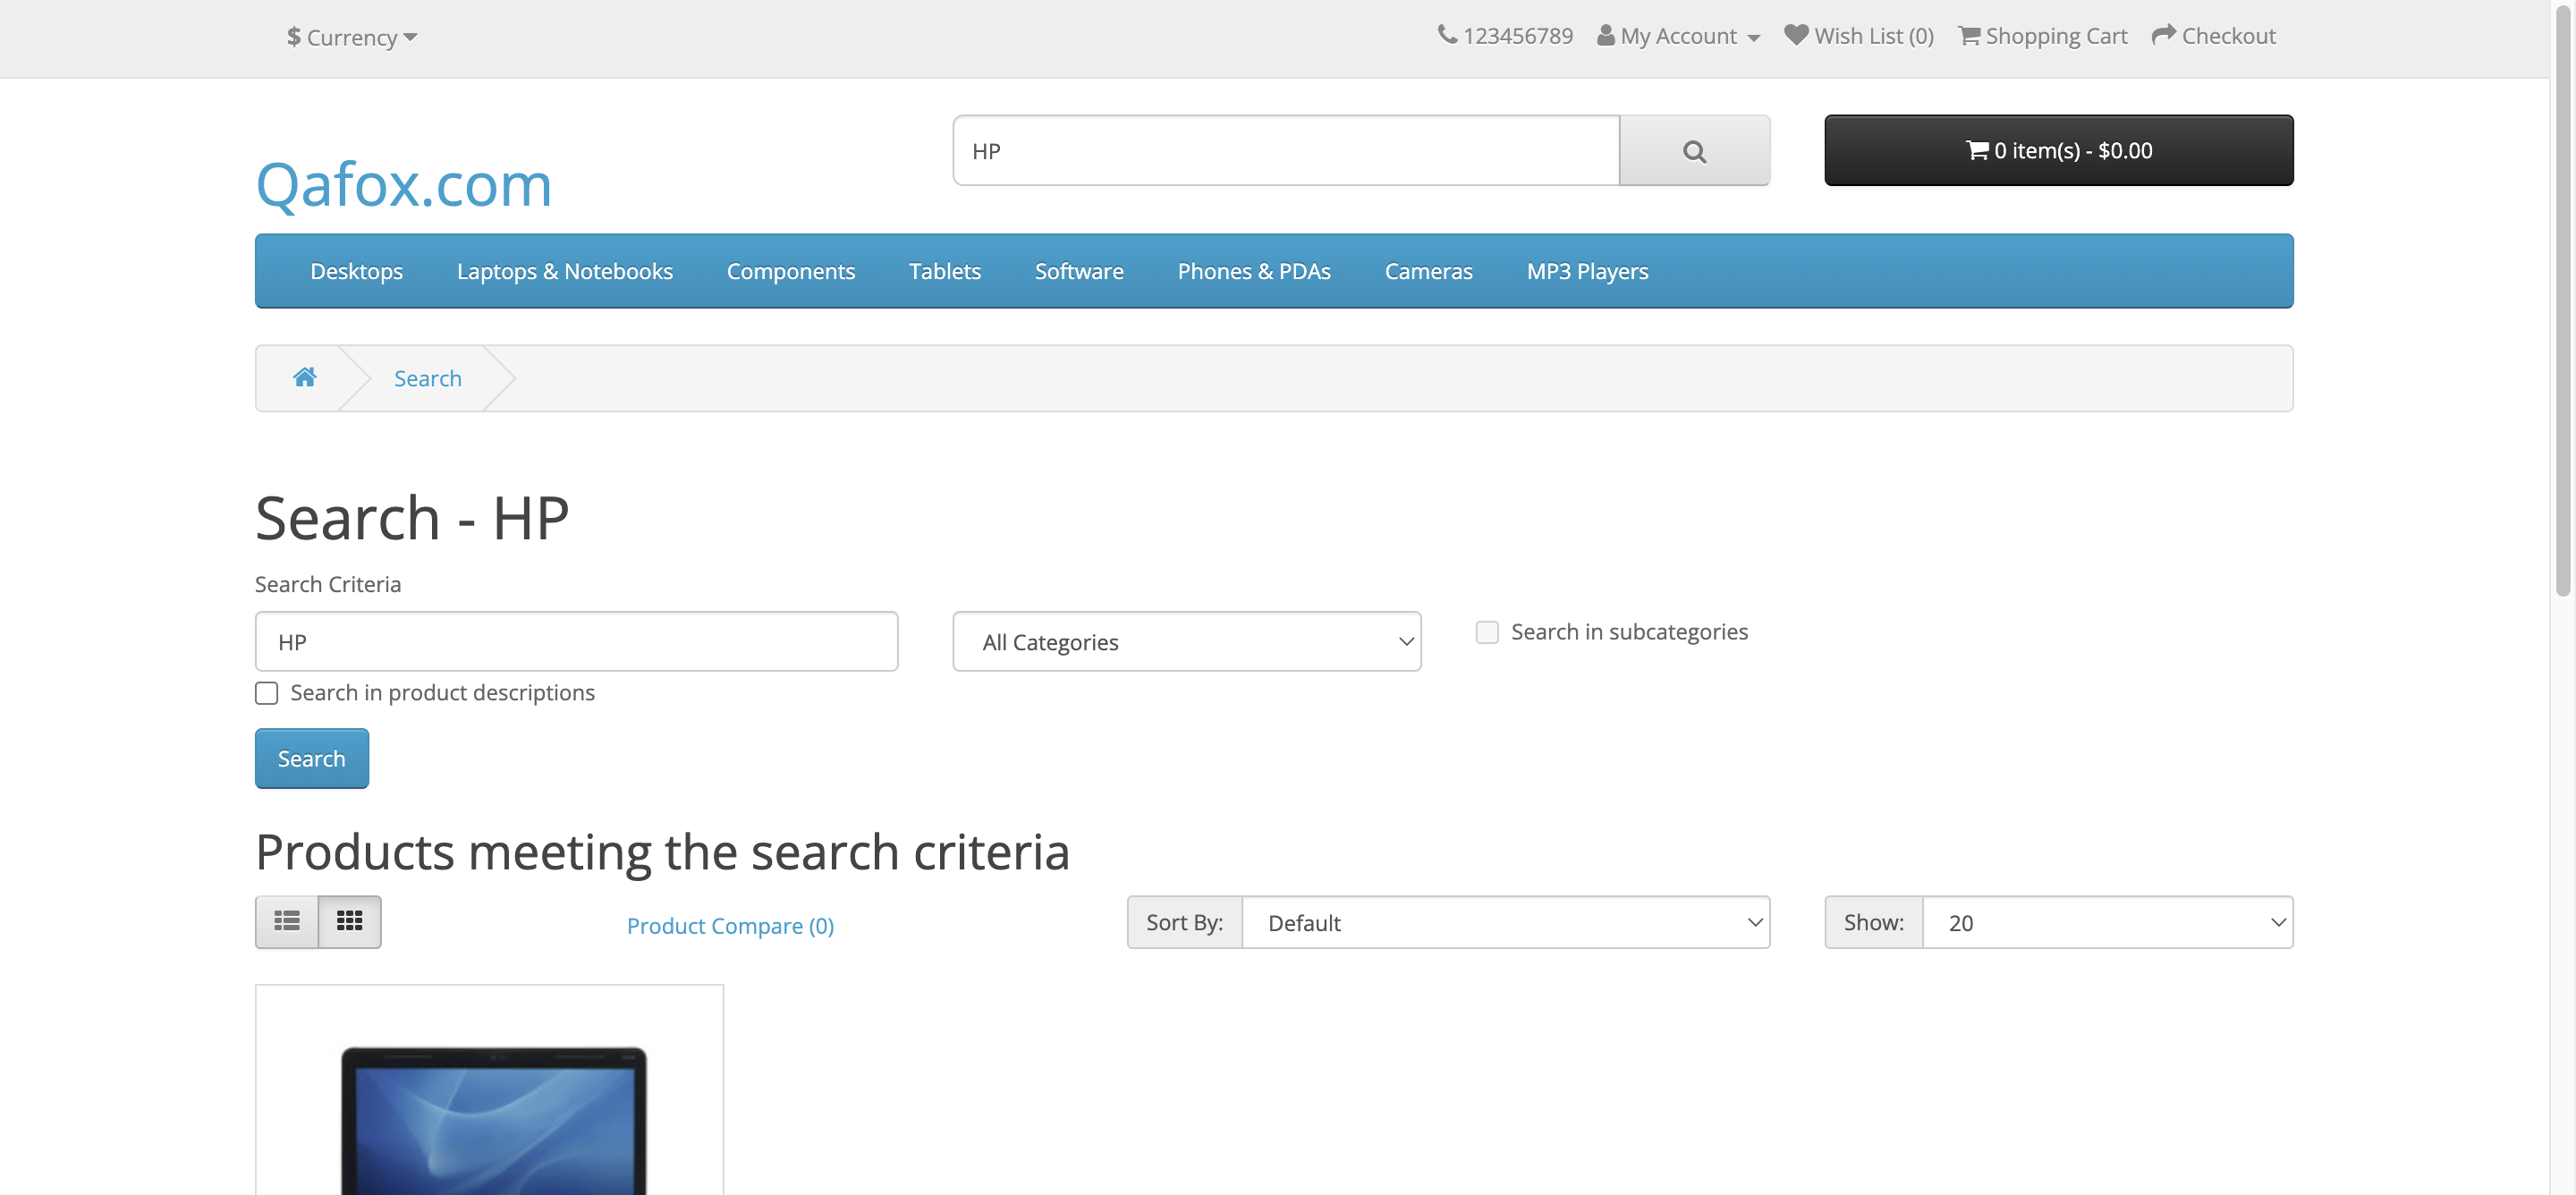 $ Currency
123456789 My Account Wish List (0) Shopping Cart Checkout
Qafox.com
HP
0 item(s) - $0.00
Desktops Laptops & Notebooks Components Tablets Software Phones & PDAs Cameras MP3 Players
Search
Search - HP
Search Criteria
HP
All Categories
Search in subcategories
Search in product descriptions
Search
Products meeting the search criteria
Product Compare (0)
Sort By: Default
Show: 20